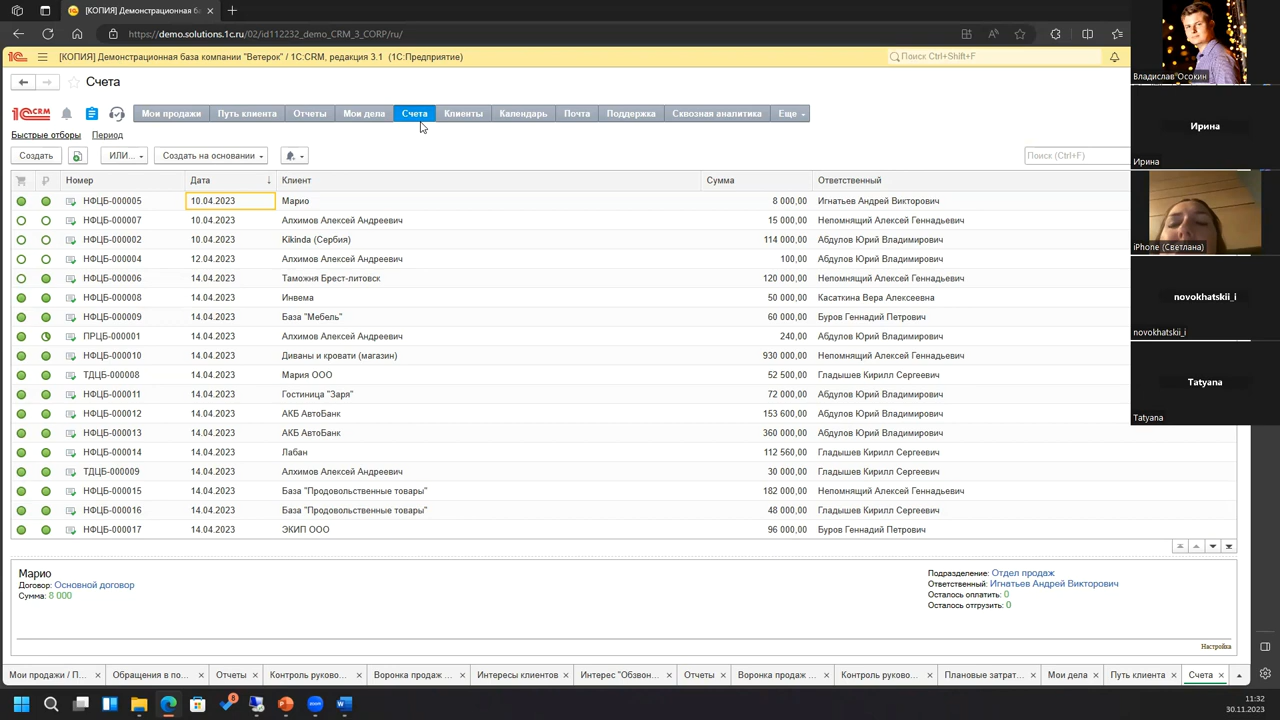 [КОПИЯ] Демонстрационная баз
https://demo.solutions.1c.ru/02/id112232_demo_CRM_3_CORP/ru/
[КОПИЯ] Демонстрационная база компании "Ветерок" / 1С:CRM, редакция 3.1 (1С:Предприятие)
Поиск Ctrl+Shift+F
Счета
1С CRM
Мои продажи Путь клиента Отчеты Мои дела Счета Клиенты Календарь Почта Поддержка Сквозная аналитика Еще
Быстрые отборы Период
Создать ИЛИ... Создать на основании Поиск (Ctrl+F)
Номер Дата ↓ Клиент Сумма Ответственный
НФЦБ-000005 10.04.2023 Марио 8 000,00 Игнатьев Андрей Викторович
НФЦБ-000007 10.04.2023 Алхимов Алексей Андреевич 15 000,00 Непомнящий Алексей Геннадьевич
НФЦБ-000002 10.04.2023 Kikinda (Сербия) 114 000,00 Абдулов Юрий Владимирович
НФЦБ-000004 12.04.2023 Алхимов Алексей Андреевич 100,00 Абдулов Юрий Владимирович
НФЦБ-000006 14.04.2023 Таможня Брест-литовск 120 000,00 Непомнящий Алексей Геннадьевич
НФЦБ-000008 14.04.2023 Инвема 50 000,00 Касаткина Вера Алексеевна
НФЦБ-000009 14.04.2023 База "Мебель" 60 000,00 Буров Геннадий Петрович
ПРЦБ-000001 14.04.2023 Алхимов Алексей Андреевич 240,00 Абдулов Юрий Владимирович
НФЦБ-000010 14.04.2023 Диваны и кровати (магазин) 930 000,00 Непомнящий Алексей Геннадьевич
ТДЦБ-000008 14.04.2023 Мария ООО 52 500,00 Гладышев Кирилл Сергеевич
НФЦБ-000011 14.04.2023 Гостиница "Заря" 72 000,00 Абдулов Юрий Владимирович
НФЦБ-000012 14.04.2023 АКБ АвтоБанк 153 600,00 Абдулов Юрий Владимирович
НФЦБ-000013 14.04.2023 АКБ АвтоБанк 360 000,00 Абдулов Юрий Владимирович
НФЦБ-000014 14.04.2023 Лабан 112 560,00 Гладышев Кирилл Сергеевич
ТДЦБ-000009 14.04.2023 Алхимов Алексей Андреевич 30 000,00 Гладышев Кирилл Сергеевич
НФЦБ-000015 14.04.2023 База "Продовольственные товары" 182 000,00 Непомнящий Алексей Геннадьевич
НФЦБ-000016 14.04.2023 База "Продовольственные товары" 48 000,00 Гладышев Кирилл Сергеевич
НФЦБ-000017 14.04.2023 ЭКИП ООО 96 000,00 Буров Геннадий Петрович
Марио
Договор: Основной договор
Сумма: 8 000
Подразделение: Отдел продаж
Ответственный: Игнатьев Андрей Викторович
Осталось оплатить: 0
Осталось отгрузить: 0
Настройка
Мои продажи / П... Обращения в по... Отчеты Контроль руково... Воронка продаж ... Интересы клиентов Интерес "Обзвон... Отчеты Воронка продаж ... Контроль руково... Плановые затрат... Мои дела Путь клиента Счета
8
11:32
30.11.2023
Владислав Осокин
Ирина
Ирина
iPhone (Светлана)
novokhatskii_i
novokhatskii_i
Tatyana
Tatyana